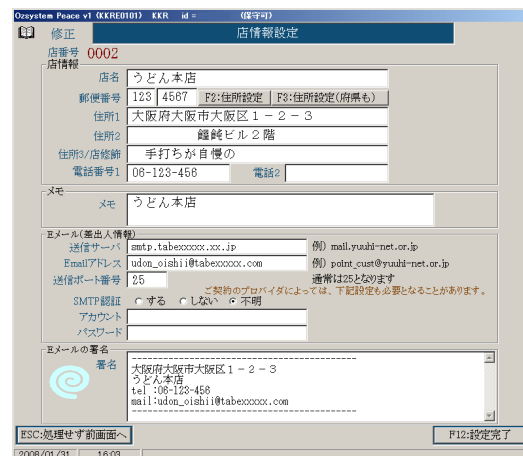 Ozsystem Peace v1 (KKRE0101) KKR id = (保守可)
修正 店情報設定
店番号 0002
店情報
店名 うどん本店
郵便番号 123 4567 F2:住所設定 F3:住所設定(府県も)
住所1 大阪府大阪市大阪区1－2－3
住所2 饂飩ビル2階
住所3/店修飾 手打ちが自慢の
電話番号1 06-123-456 電話2
メモ
メモ うどん本店
Eメール(差出人情報)
送信サーバ smtp.tabexxxxx.xx.jp 例) mail.yuuhi-net.or.jp
Emailアドレス udon_oishii@tabexxxxx.com 例) point_cust@yuuhi-net.or.jp
送信ポート番号 25 通常は25となります
ご契約のプロバイダによっては、下記設定も必要となることがあります。
SMTP認証 する しない 不明
アカウント
パスワード
Eメールの署名
署名
----------------------------------------
大阪府大阪市大阪区1－2－3
うどん本店
tel :06-123-456
mail:udon_oishii@tabexxxxx.com
----------------------------------------
ESC:処理せず前画面へ F12:設定完了
2008/01/31 16:03